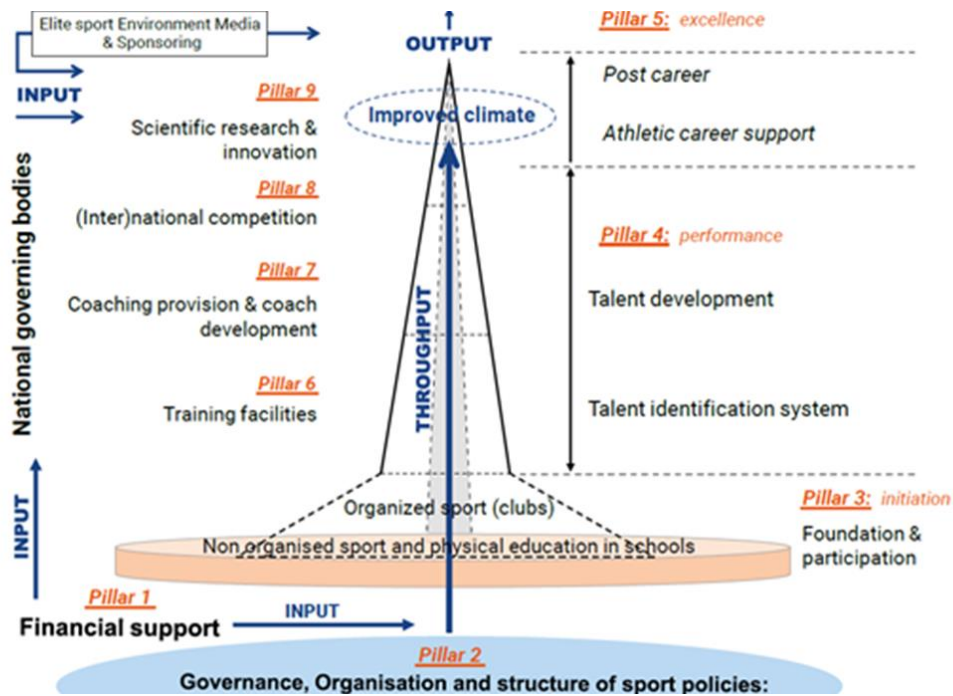 Elite sport Environment Media
& Sponsoring
INPUT
National governing bodies
INPUT
OUTPUT
Improved climate
THROUGHPUT
Pillar 9
Scientific research &
innovation
Pillar 8
(Inter)national competition
Pillar 7
Coaching provision & coach
development
Pillar 6
Training facilities
Pillar 5: excellence
Post career
Athletic career support
Pillar 4: performance
Talent development
Talent identification system
Pillar 3: initiation
Foundation &
participation
Organized sport (clubs)
Non organised sport and physical education in schools
Pillar 1
Financial support
INPUT
Pillar 2
Governance, Organisation and structure of sport policies: